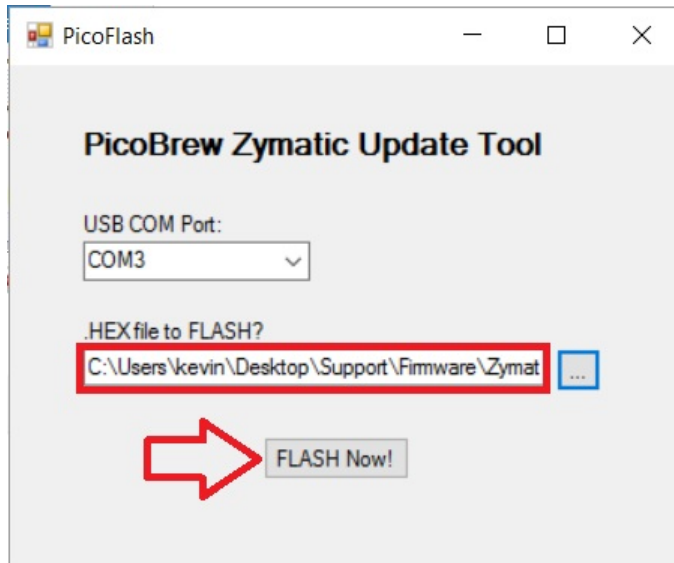 PicoFlash
PicoBrew Zymatic Update Tool
USB COM Port:
COM3
.HEX file to FLASH?
C:\Users\kevin\Desktop\Support\Firmware\Zymat
...
FLASH Now!